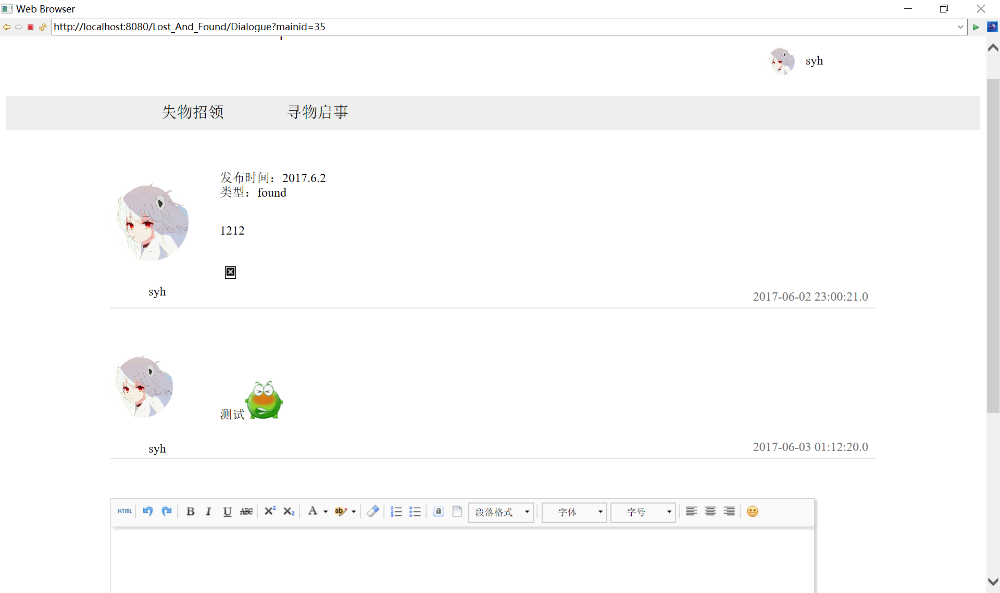 Web Browser
http://localhost:8080/Lost_And_Found/Dialogue?mainid=35
syh
失物招领 寻物启事
发布时间：2017.6.2
类型：found
1212
syh
2017-06-02 23:00:21.0
测试
syh
2017-06-03 01:12:20.0
HTML B I U ABC X² X₂ A ab a 段落格式 字体 字号